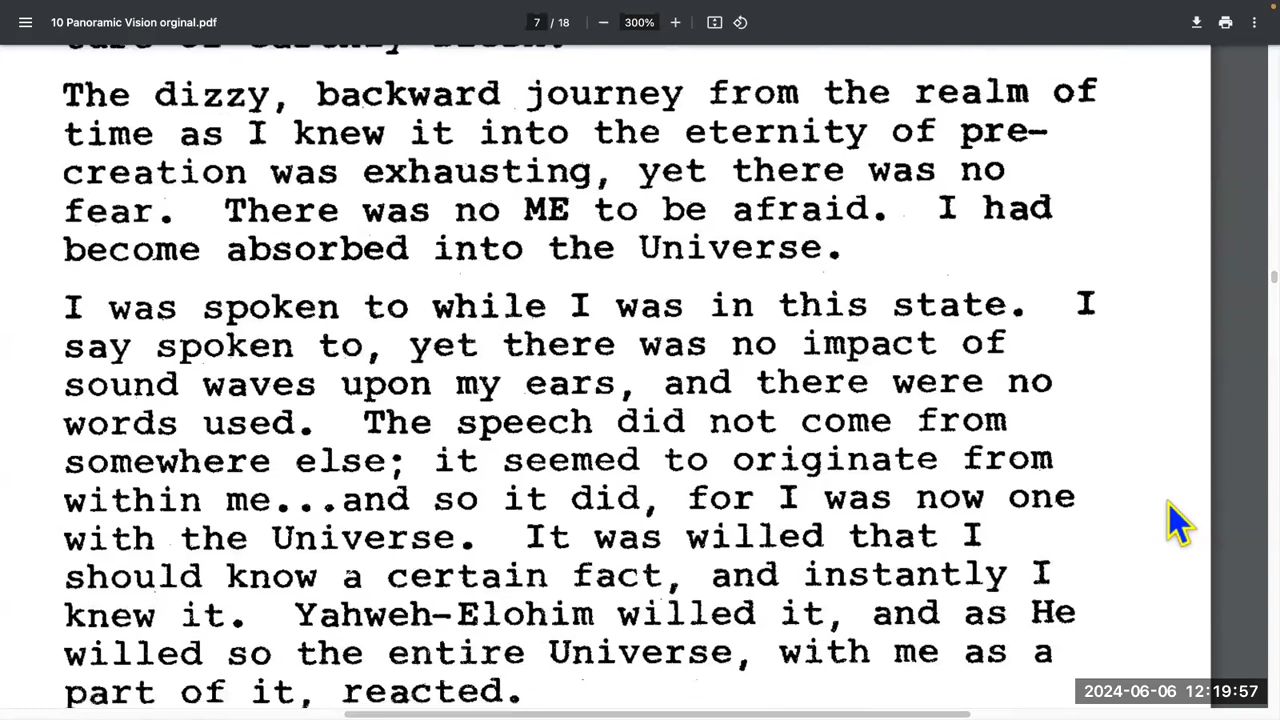 10 Panoramic Vision orginal.pdf
7 / 18
300%
The dizzy, backward journey from the realm of
time as I knew it into the eternity of pre-
creation was exhausting, yet there was no
fear. There was no ME to be afraid. I had
become absorbed into the Universe.
I was spoken to while I was in this state. I
say spoken to, yet there was no impact of
sound waves upon my ears, and there were no
words used. The speech did not come from
somewhere else; it seemed to originate from
within me...and so it did, for I was now one
with the Universe. It was willed that I
should know a certain fact, and instantly I
knew it. Yahweh-Elohim willed it, and as He
willed so the entire Universe, with me as a
part of it, reacted.
2024-06-06 12:19:57